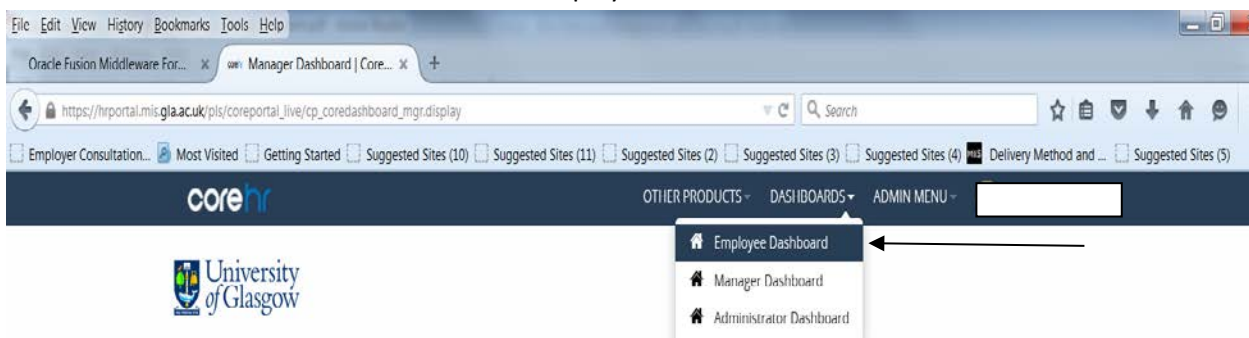 File Edit View History Bookmarks Tools Help
Oracle Fusion Middleware For... × Manager Dashboard | Core... × +
https://hrportal.mis.gla.ac.uk/pls/coreportal_live/cp_coredashboard_mgr.display Search
Employer Consultation... Most Visited Getting Started Suggested Sites (10) Suggested Sites (11) Suggested Sites (2) Suggested Sites (3) Suggested Sites (4) Delivery Method and ... Suggested Sites (5)
corehr OTHER PRODUCTS DASHBOARDS ADMIN MENU
Employee Dashboard
University
of Glasgow
Manager Dashboard
Administrator Dashboard